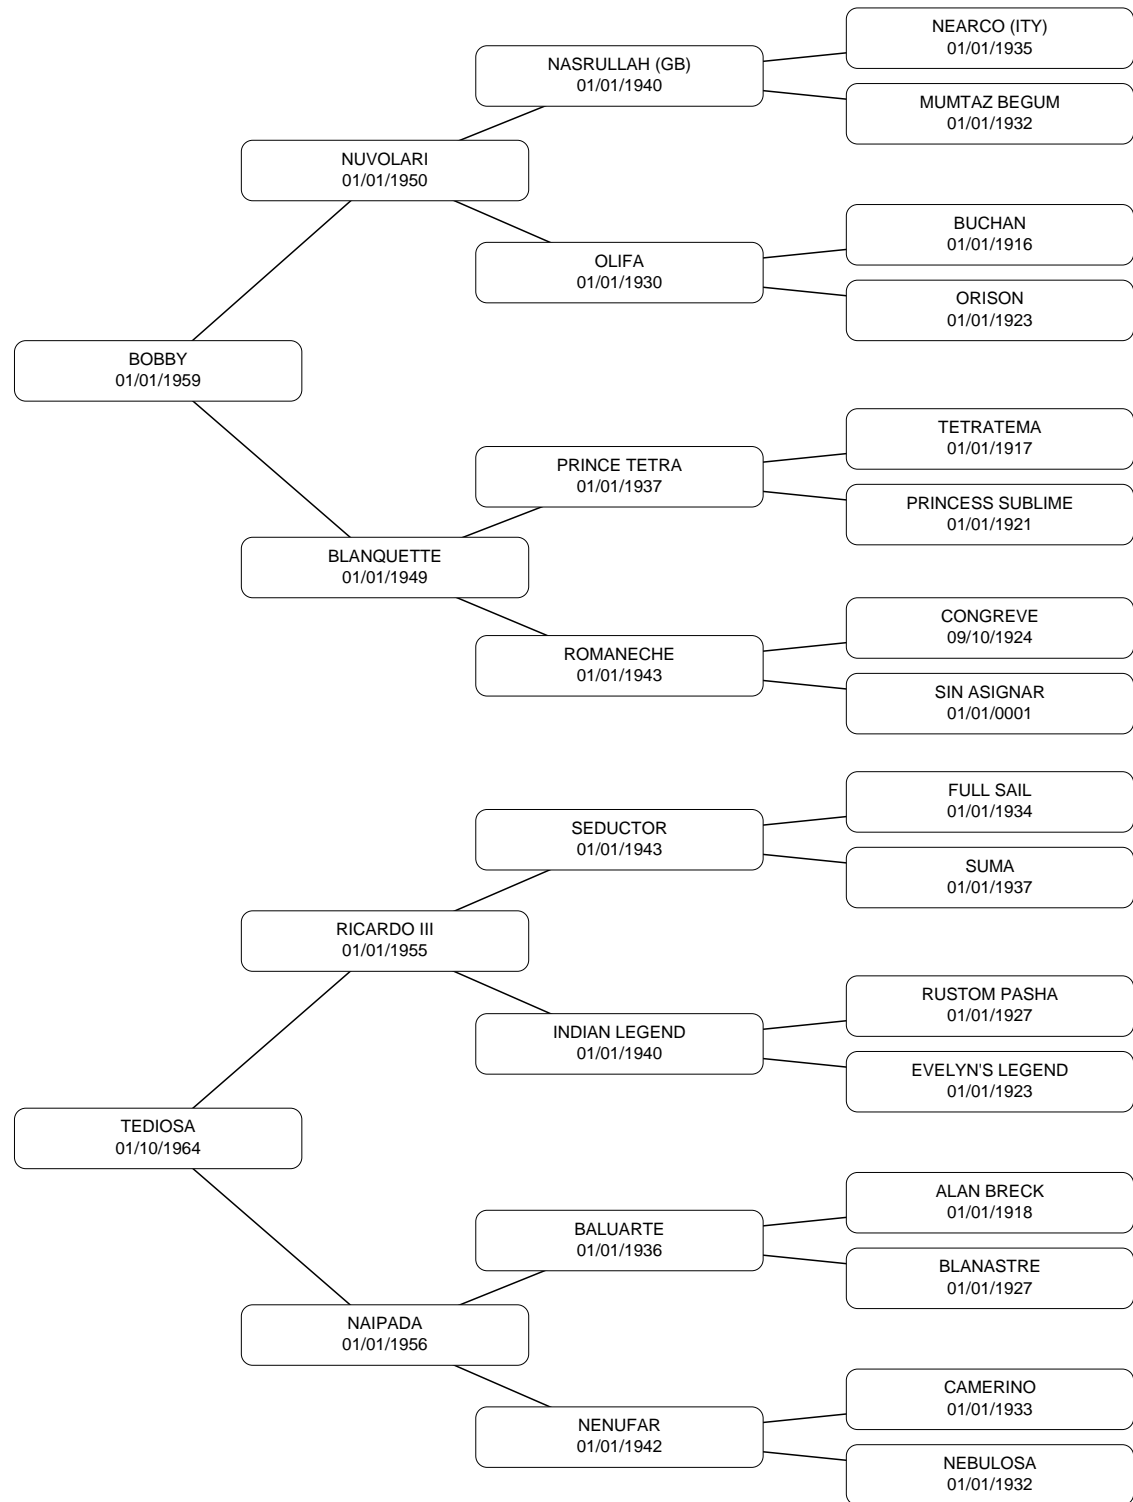 NEARCO (ITY)
01/01/1935
NASRULLAH (GB)
01/01/1940
MUMTAZ BEGUM
01/01/1932
NUVOLARI
01/01/1950
BUCHAN
01/01/1916
OLIFA
01/01/1930
ORISON
01/01/1923
BOBBY
01/01/1959
TETRATEMA
01/01/1917
PRINCE TETRA
01/01/1937
PRINCESS SUBLIME
01/01/1921
BLANQUETTE
01/01/1949
CONGREVE
09/10/1924
ROMANECHE
01/01/1943
SIN ASIGNAR
01/01/0001
FULL SAIL
01/01/1934
SEDUCTOR
01/01/1943
SUMA
01/01/1937
RICARDO III
01/01/1955
RUSTOM PASHA
01/01/1927
INDIAN LEGEND
01/01/1940
EVELYN'S LEGEND
01/01/1923
TEDIOSA
01/10/1964
ALAN BRECK
01/01/1918
BALUARTE
01/01/1936
BLANASTRE
01/01/1927
NAIPADA
01/01/1956
CAMERINO
01/01/1933
NENUFAR
01/01/1942
NEBULOSA
01/01/1932